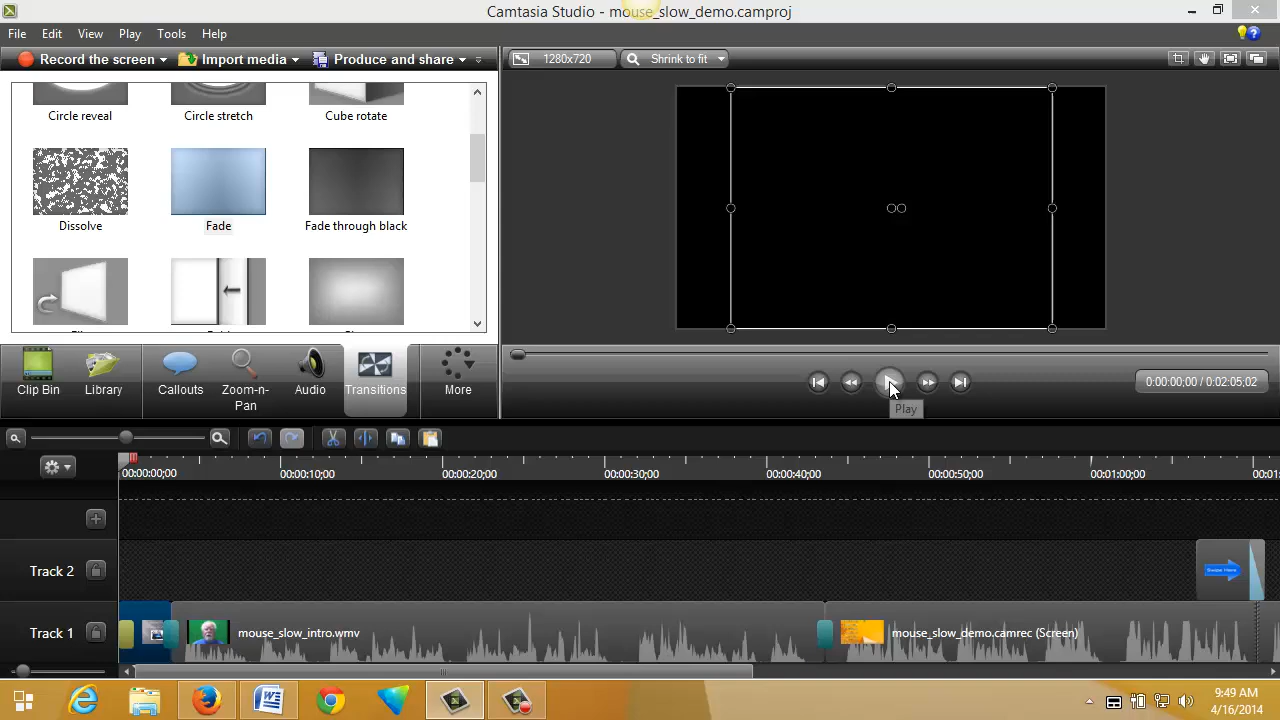 Camtasia Studio - mouse_slow_demo.camproj
File Edit View Play Tools Help
Record the screen Import media Produce and share
1280x720 Shrink to fit
Circle reveal Circle stretch Cube rotate
Dissolve Fade Fade through black
Clip Bin Library Callouts Zoom-n-Pan Audio Transitions More
0:00:00;00 / 0:02:05;02
Play
00:00:00;00 00:00:10;00 00:00:20;00 00:00:30;00 00:00:40;00 00:00:50;00 00:01:00;00 00:01:
Track 2
Swipe Here
Track 1 mouse_slow_intro.wmv mouse_slow_demo.camrec (Screen)
9:49 AM
4/16/2014